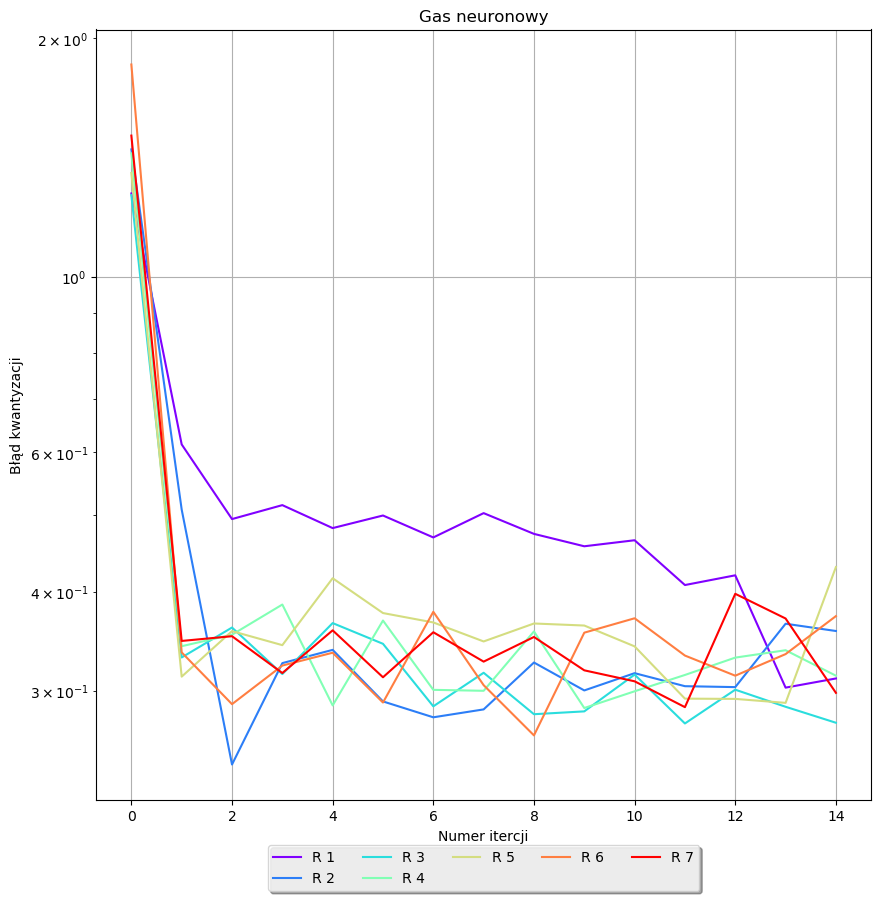 Gas neuronowy
2 × 10⁰
10⁰
6 × 10⁻¹
4 × 10⁻¹
3 × 10⁻¹
Błąd kwantyzacji
0 2 4 6 8 10 12 14
Numer itercji
R 1 R 3 R 5 R 6 R 7
R 2 R 4